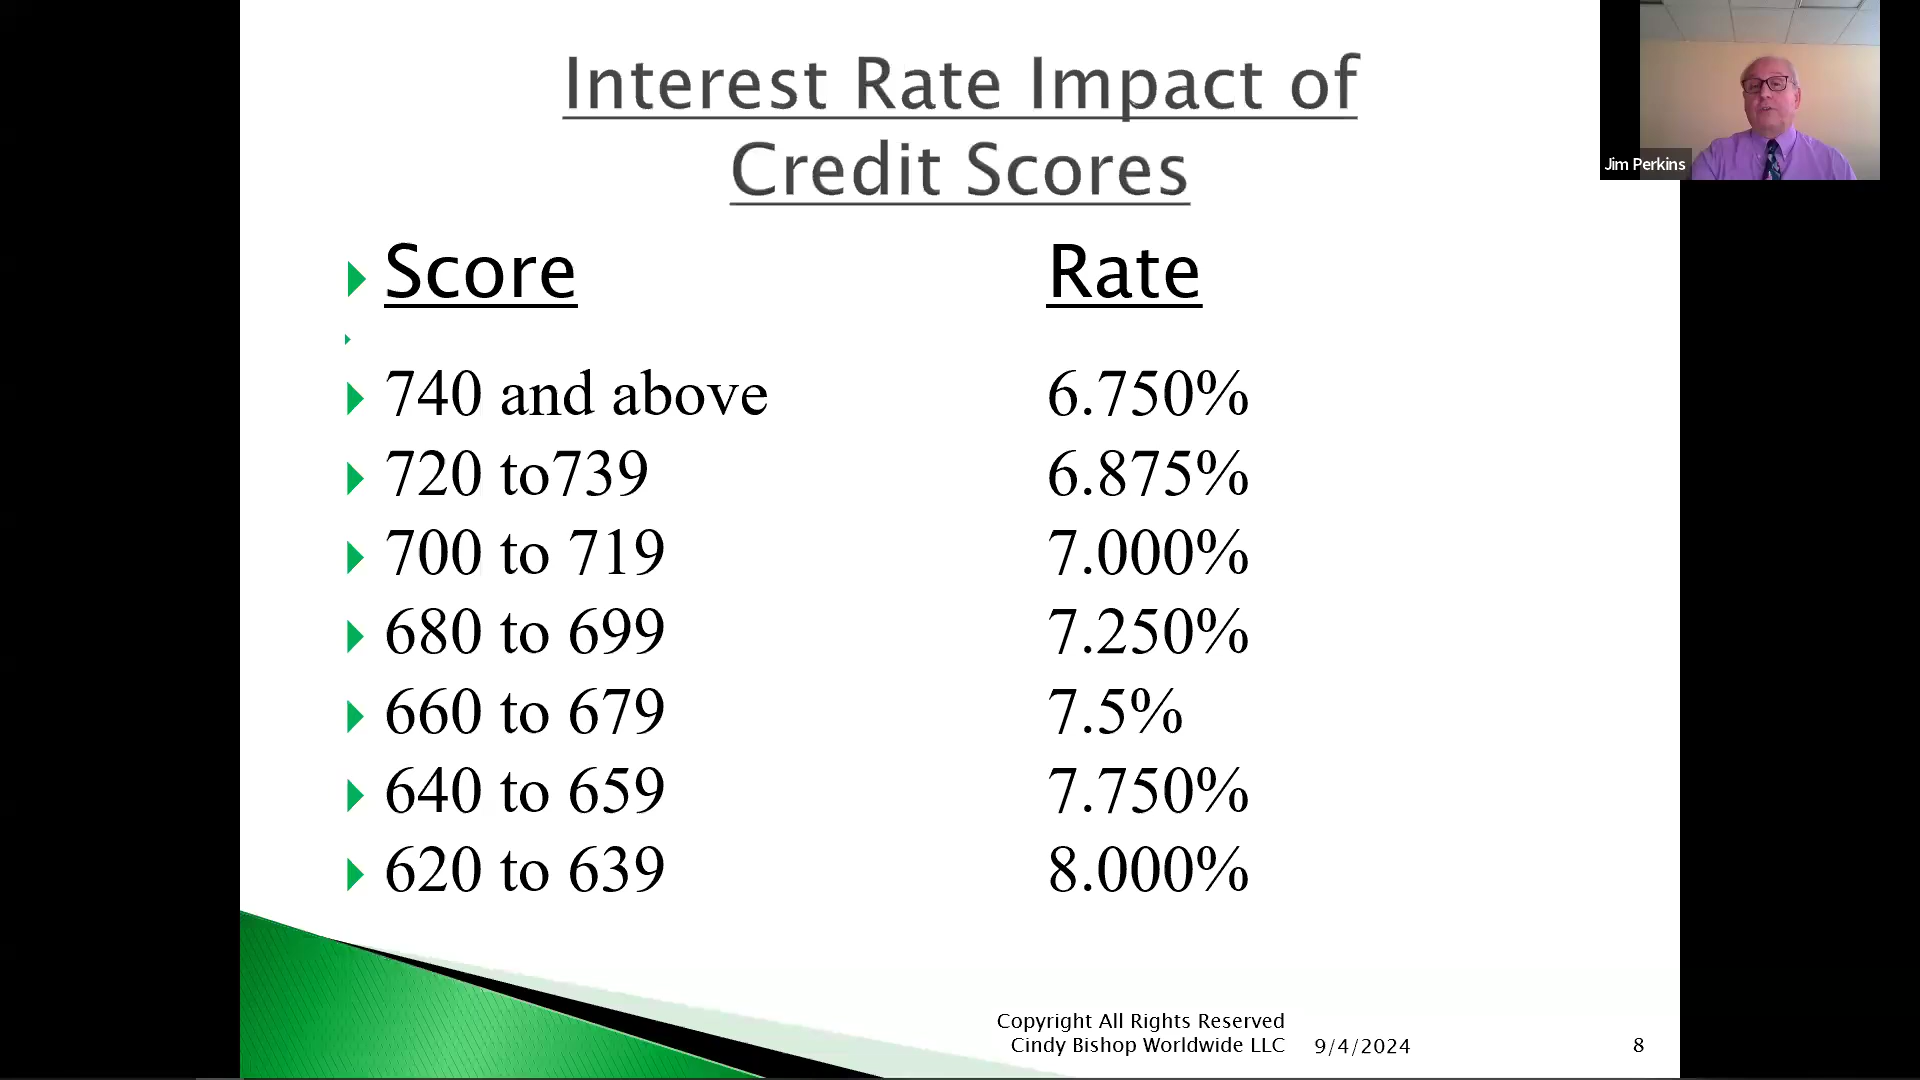 Interest Rate Impact of
Credit Scores
Jim Perkins
Score Rate
740 and above 6.750%
720 to739 6.875%
700 to 719 7.000%
680 to 699 7.250%
660 to 679 7.5%
640 to 659 7.750%
620 to 639 8.000%
Copyright All Rights Reserved
Cindy Bishop Worldwide LLC 9/4/2024 8